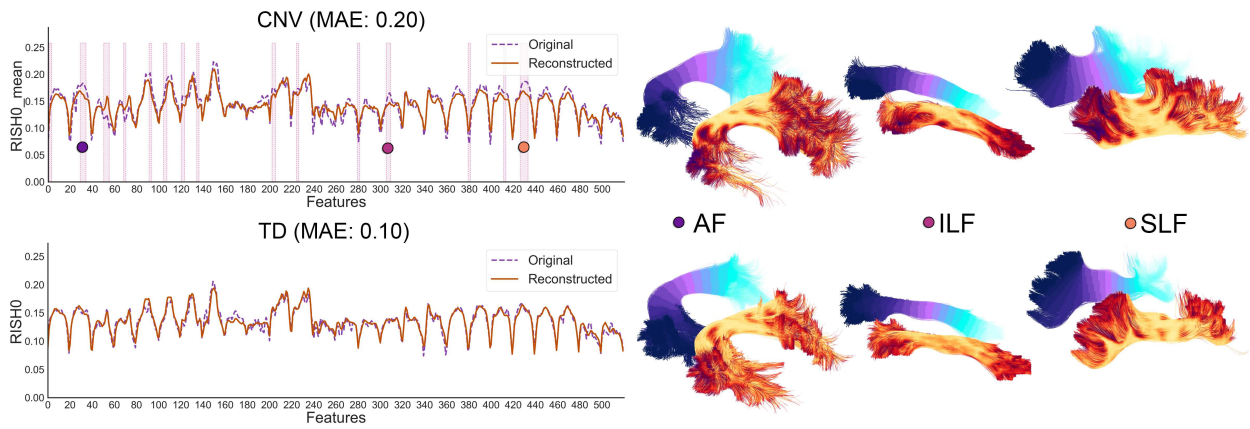 CNV (MAE: 0.20)
RISH0_mean
0.25
0.20
0.15
0.10
0.05
0.00
Original
Reconstructed
0 20 40 60 80 100 120 140 160 180 200 220 240 260 280 300 320 340 360 380 400 420 440 460 480 500
Features
AF
ILF
SLF
TD (MAE: 0.10)
RISH0
0.25
0.20
0.15
0.10
0.05
0.00
Original
Reconstructed
0 20 40 60 80 100 120 140 160 180 200 220 240 260 280 300 320 340 360 380 400 420 440 460 480 500
Features